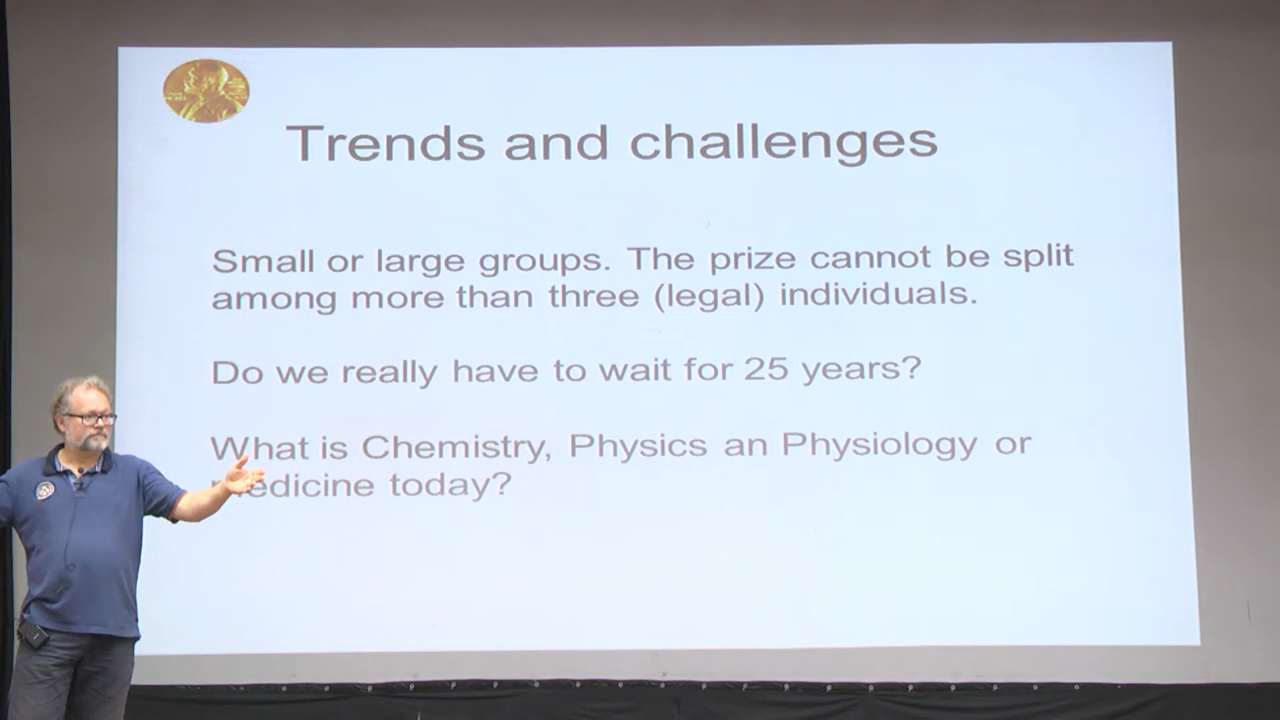 Trends and challenges
Small or large groups. The prize cannot be split
among more than three (legal) individuals.
Do we really have to wait for 25 years?
What is Chemistry, Physics an Physiology or
medicine today?